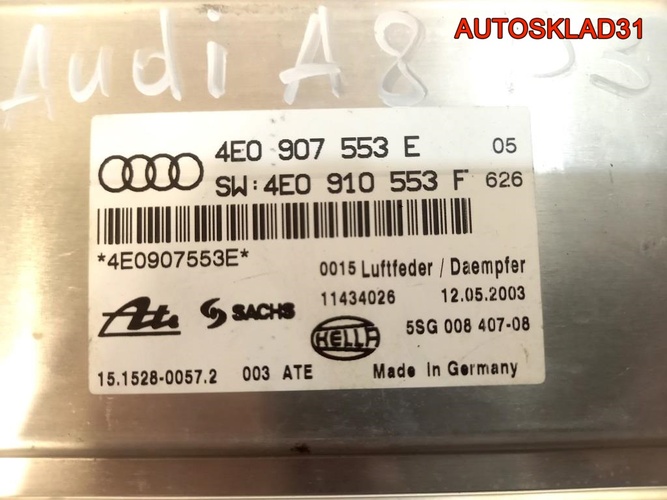 AUTOSKLAD31
Audi A8 D3
4E0 907 553 E 05
SW: 4E0 910 553 F 626
*4E0907553E*
0015 Luftfeder / Daempfer
11434026 12.05.2003
Ate SACHS HELLA 5SG 008 407-08
15.1528-0057.2 003 ATE Made in Germany